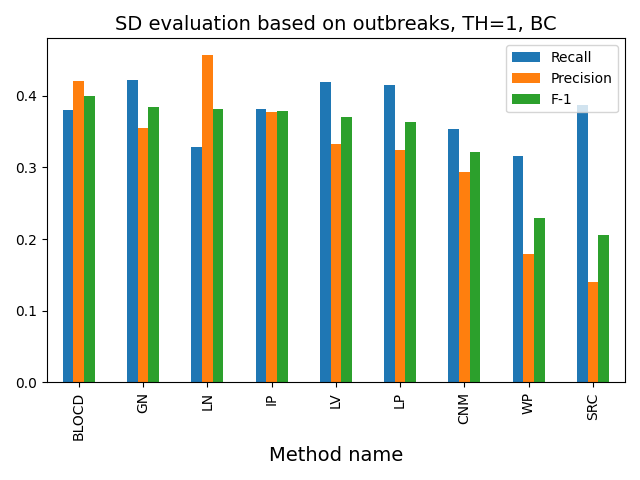 SD evaluation based on outbreaks, TH=1, BC
Recall
Precision
F-1
0.4
0.3
0.2
0.1
0.0
BLOCD
GN
LN
IP
LV
LP
CNM
WP
SRC
Method name